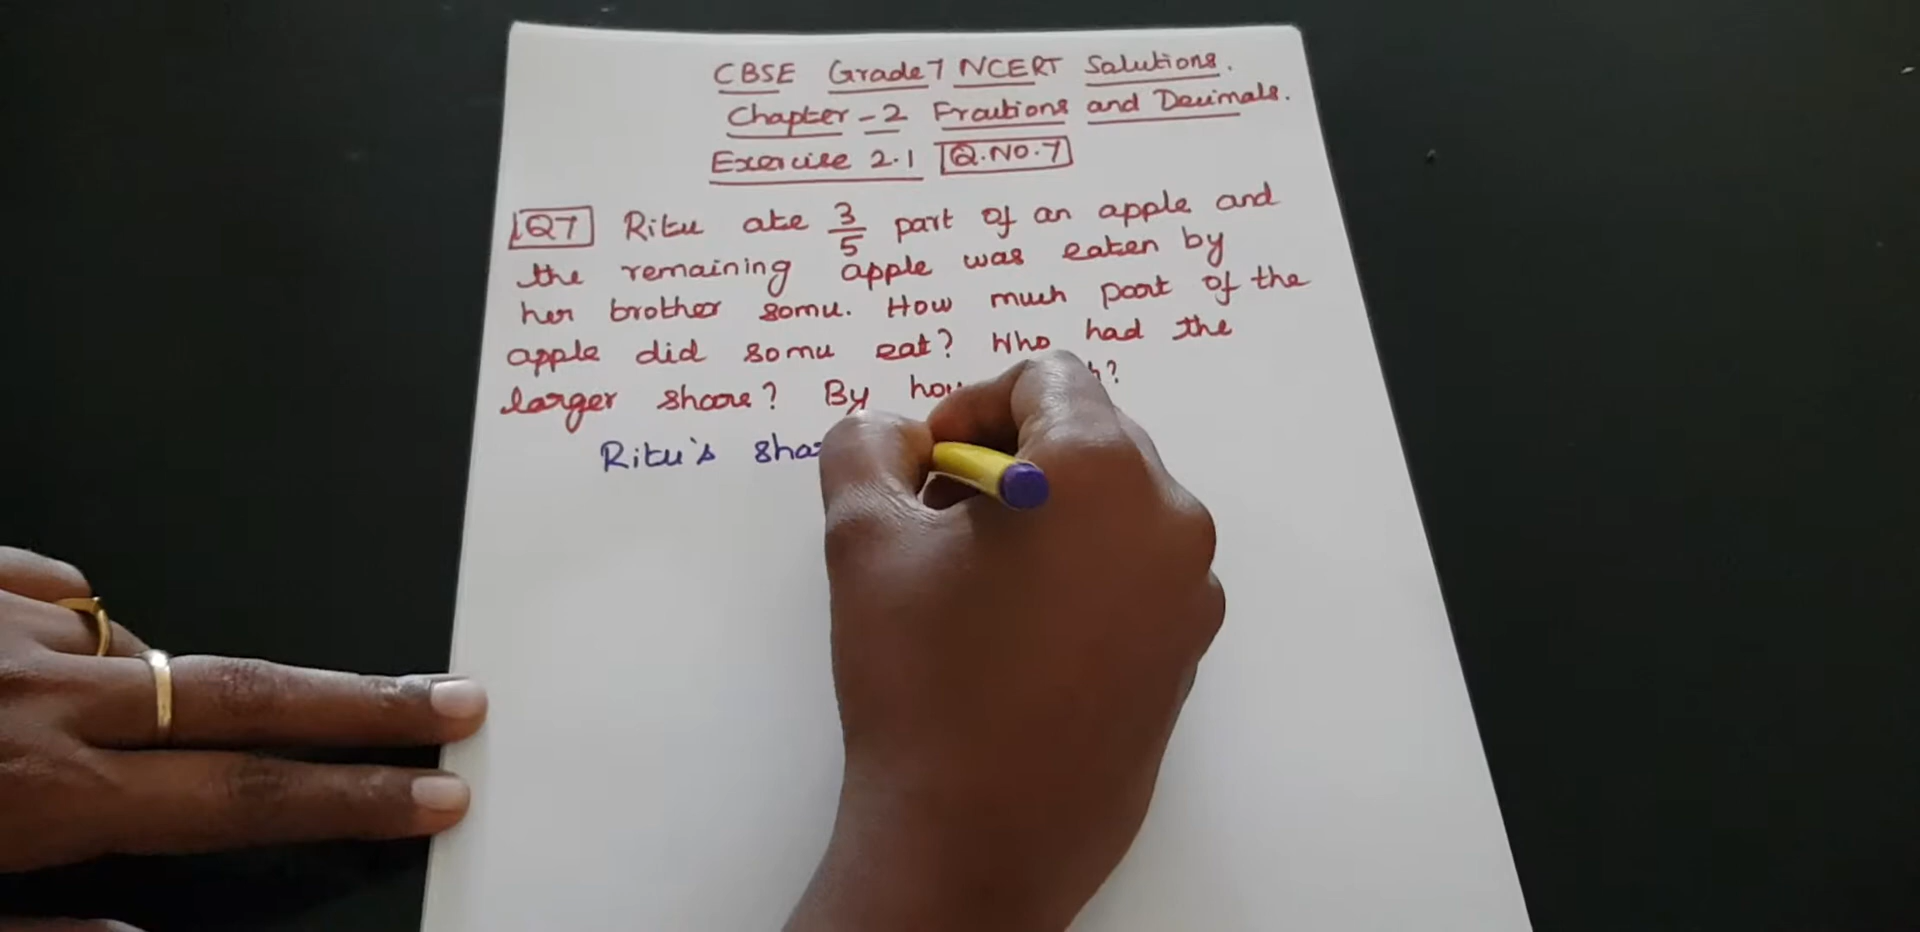 CBSE Grade 7 NCERT Solutions.
Chapter - 2 Fractions and Decimals.
Exercise 2.1 Q.NO.7
Q7 Ritu ate 3/5 part of an apple and
the remaining apple was eaten by
her brother somu. How much part of the
apple did somu eat? Who had the
larger share? By
Ritu's